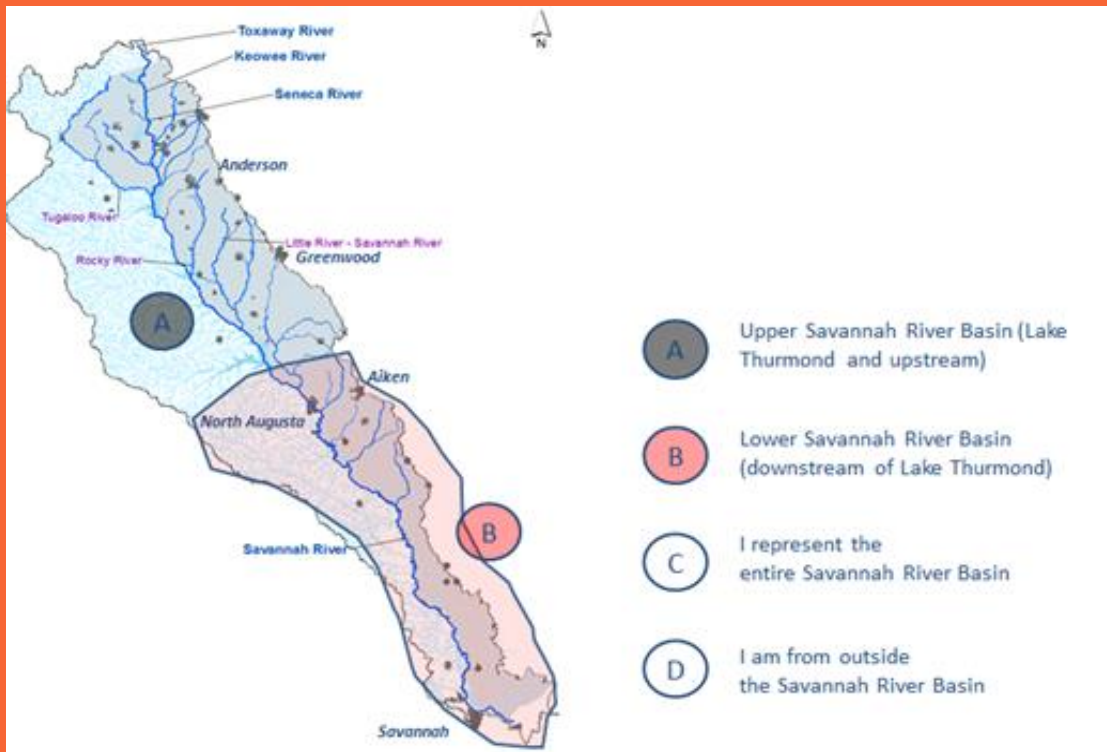 Toxaway River
N
Keowee River
Seneca River
Anderson
Tugaloo River
Little River - Savannah River
Rocky River
Greenwood
A
Aiken
North Augusta
B
Savannah River
Savannah
A
Upper Savannah River Basin (Lake
Thurmond and upstream)
B
Lower Savannah River Basin
(downstream of Lake Thurmond)
C
I represent the
entire Savannah River Basin
D
I am from outside
the Savannah River Basin